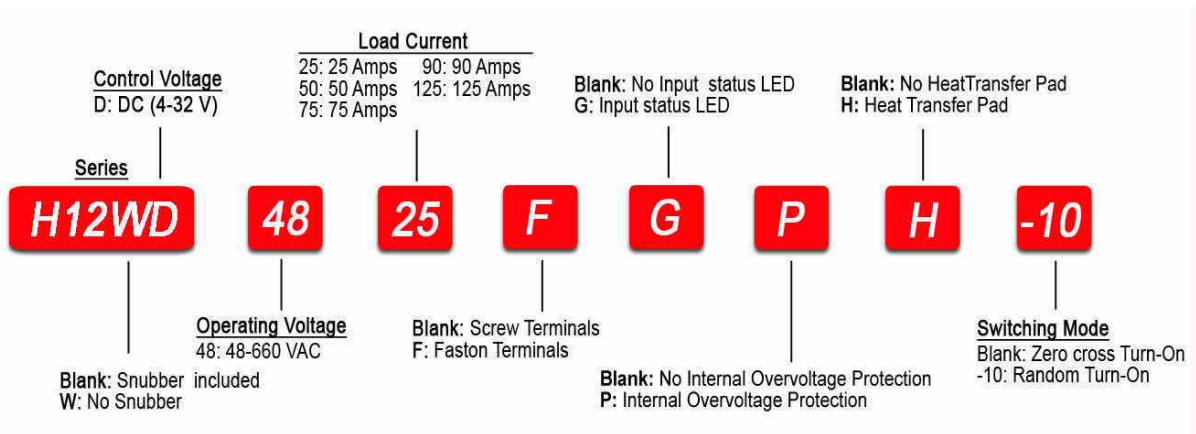 Load Current
25: 25 Amps 90: 90 Amps
50: 50 Amps 125: 125 Amps
75: 75 Amps
Control Voltage
D: DC (4-32 V)
Blank: No Input status LED
G: Input status LED
Blank: No HeatTransfer Pad
H: Heat Transfer Pad
Series
H12WD 48 25 F G P H -10
Operating Voltage
48: 48-660 VAC
Blank: Screw Terminals
F: Faston Terminals
Switching Mode
Blank: Zero cross Turn-On
-10: Random Turn-On
Blank: Snubber included
W: No Snubber
Blank: No Internal Overvoltage Protection
P: Internal Overvoltage Protection